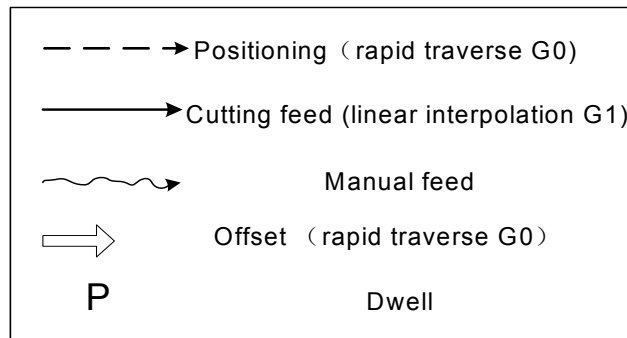 Positioning（rapid traverse G0)
Cutting feed (linear interpolation G1)
Manual feed
Offset （rapid traverse G0）
P Dwell